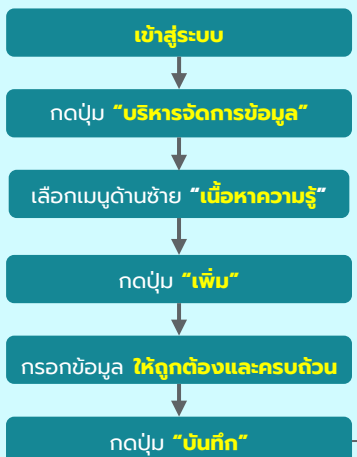 เข้าสู่ระบบ
กดปุ่ม “บริหารจัดการข้อมูล”
เลือกเมนูด้านซ้าย “เนื้อหาความรู้”
กดปุ่ม “เพิ่ม”
กรอกข้อมูล ให้ถูกต้องและครบถ้วน
กดปุ่ม “บันทึก”